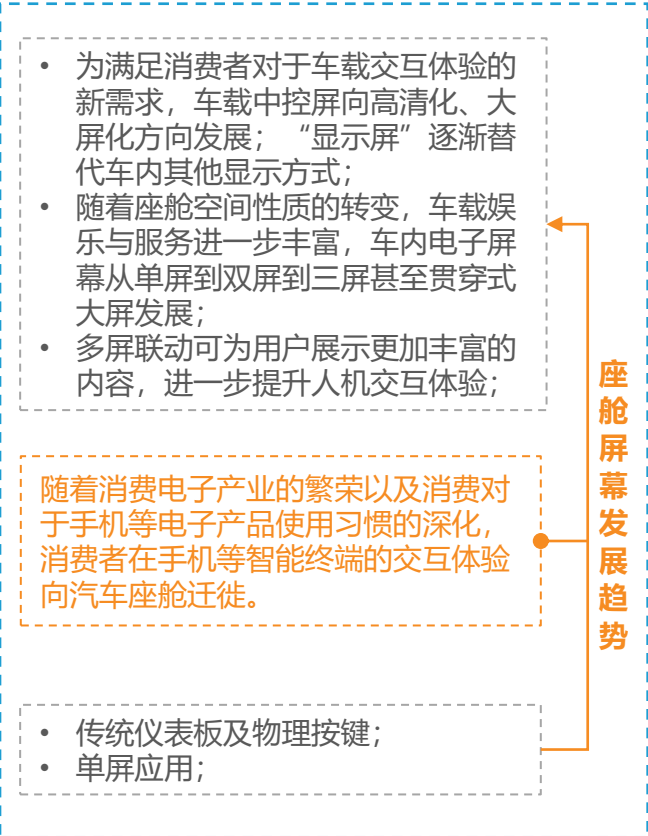 • 为满足消费者对于车载交互体验的
新需求，车载中控屏向高清化、大
屏化方向发展；“显示屏”逐渐替
代车内其他显示方式；
• 随着座舱空间性质的转变，车载娱
乐与服务进一步丰富，车内电子屏
幕从单屏到双屏到三屏甚至贯穿式
大屏发展；
• 多屏联动可为用户展示更加丰富的
内容，进一步提升人机交互体验；
随着消费电子产业的繁荣以及消费对
于手机等电子产品使用习惯的深化，
消费者在手机等智能终端的交互体验
向汽车座舱迁徙。
• 传统仪表板及物理按键；
• 单屏应用；
座舱屏幕发展趋势